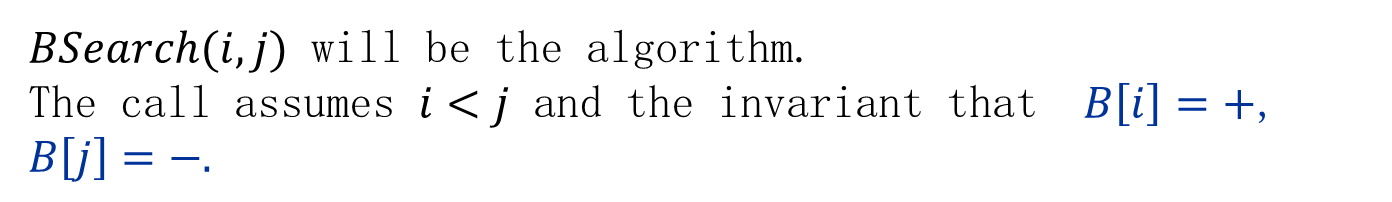 BSearch(i, j) will be the algorithm.
The call assumes i < j and the invariant that B[i] = +,
B[j] = −.